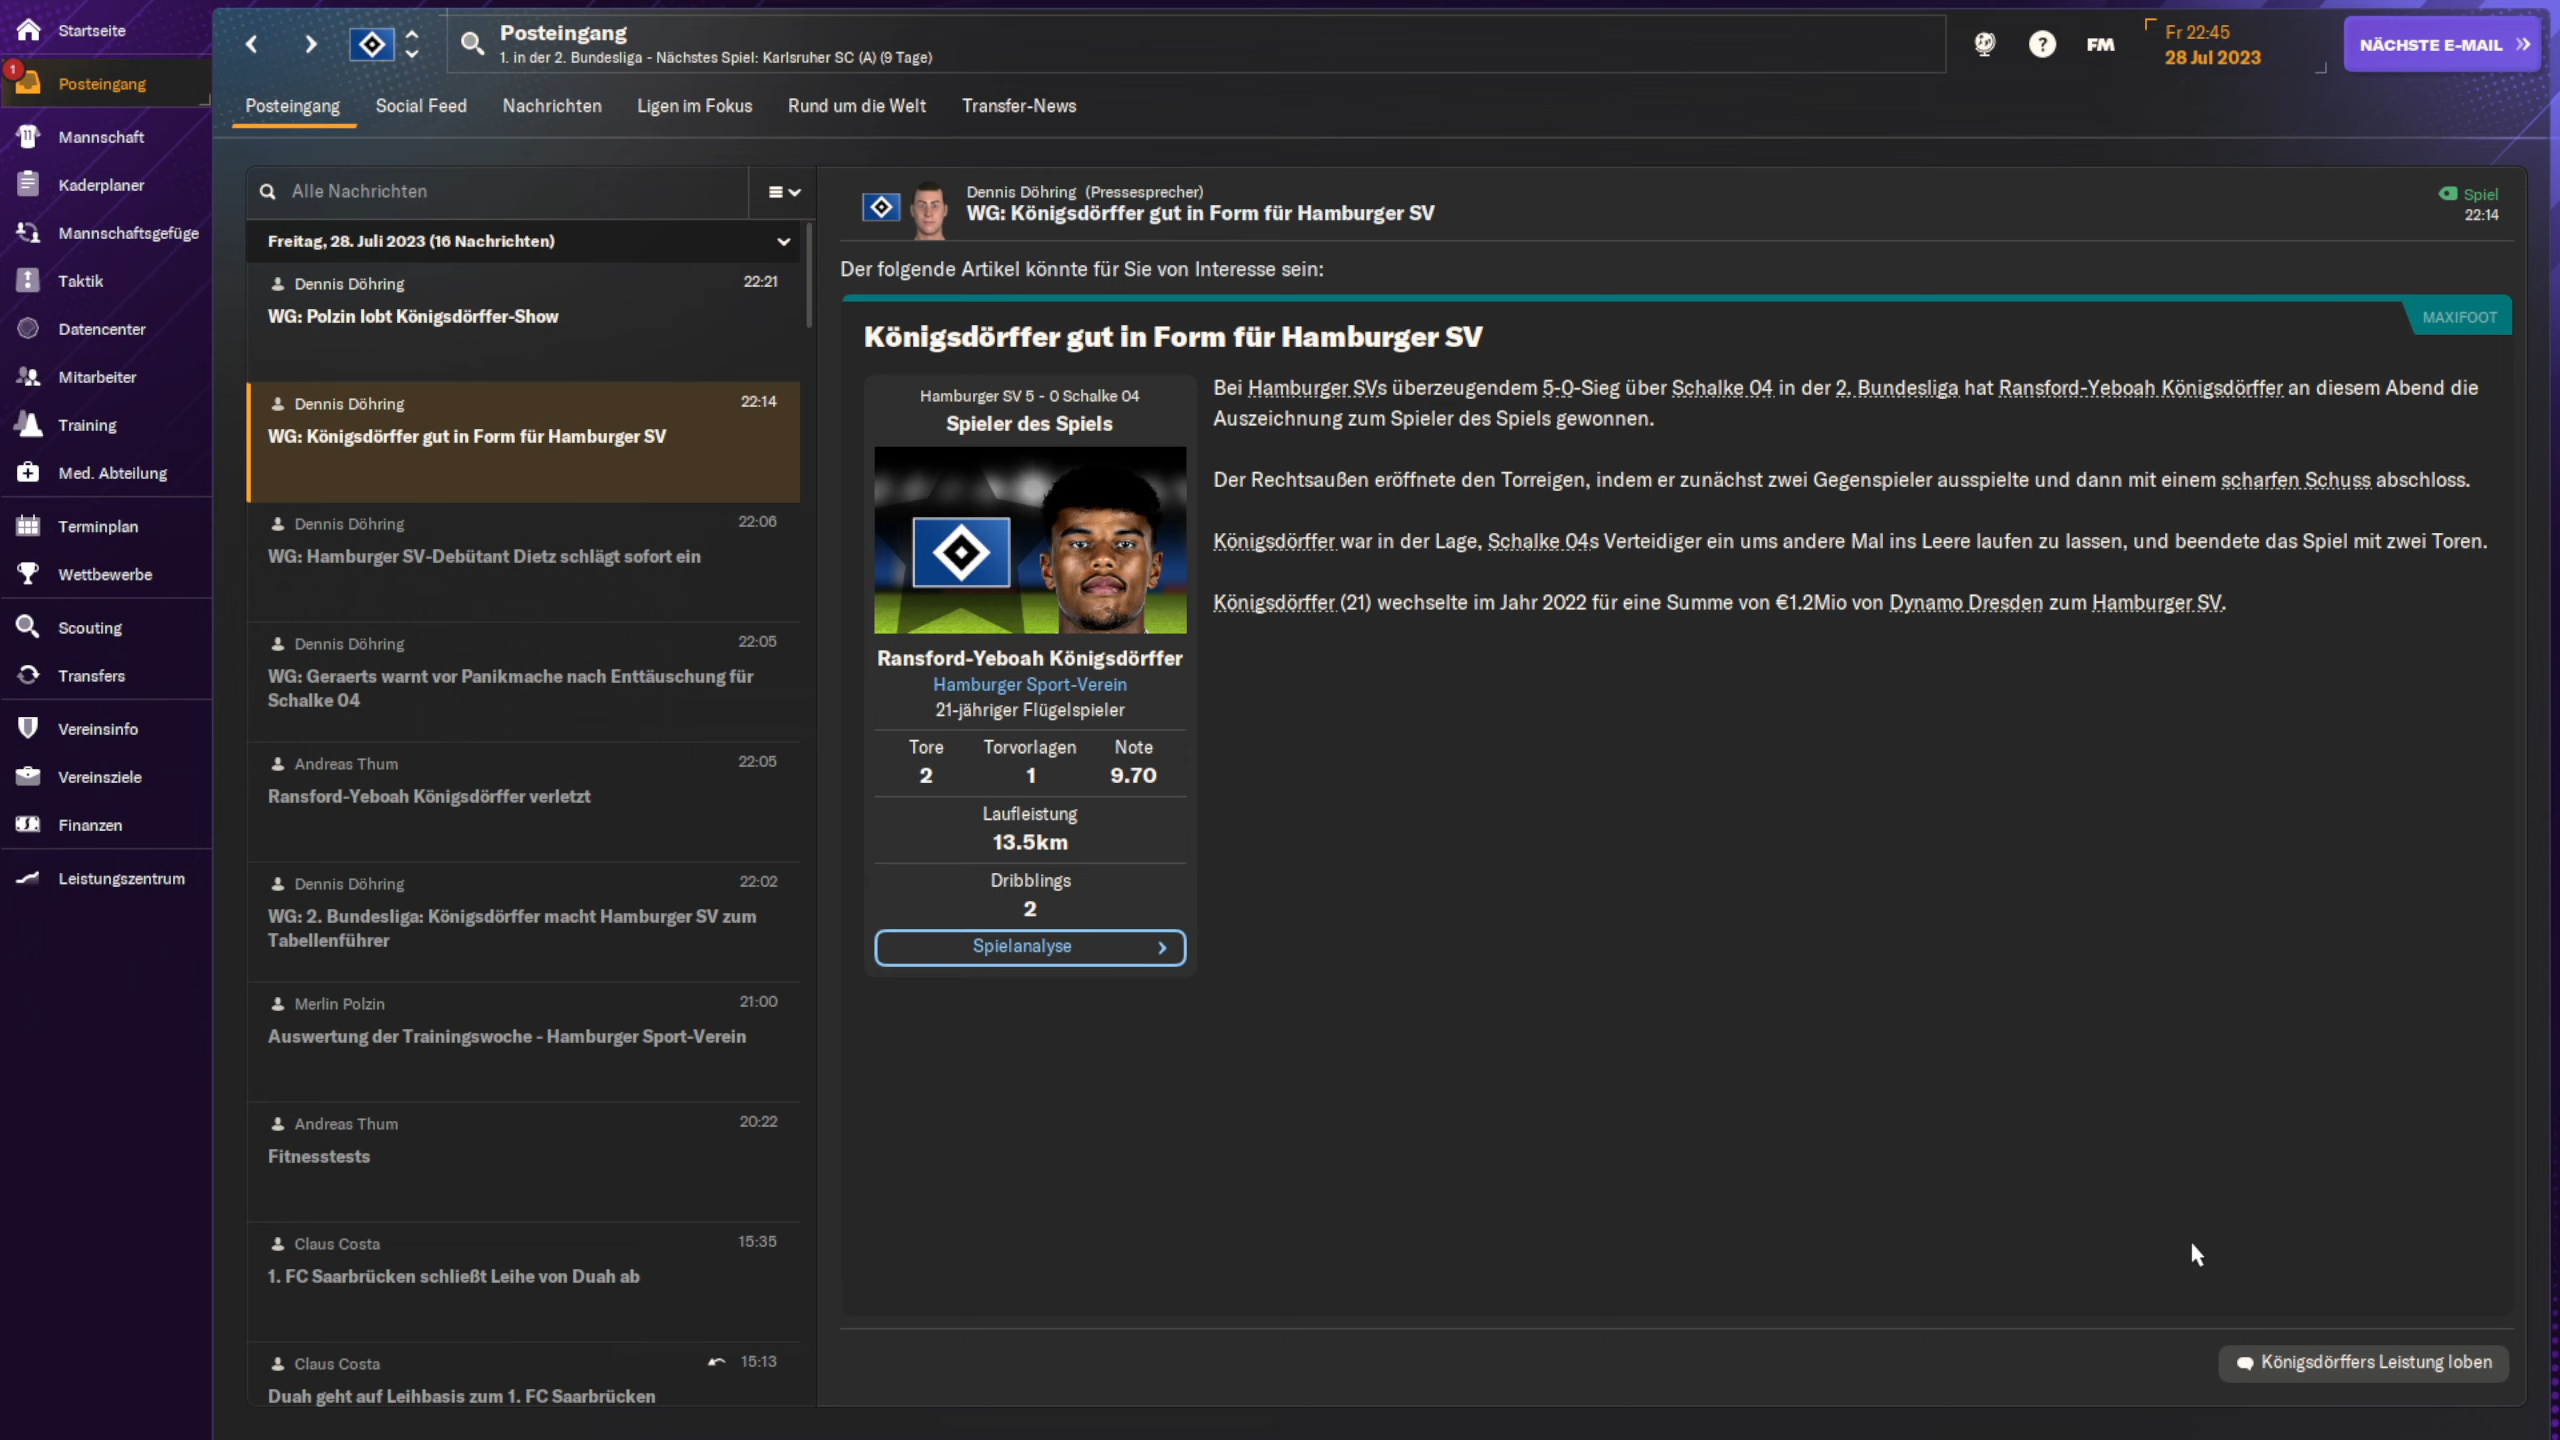 Startseite
1
Posteingang
Mannschaft
Kaderplaner
Mannschaftsgefüge
Taktik
Datencenter
Mitarbeiter
Training
Med. Abteilung
Terminplan
Wettbewerbe
Scouting
Transfers
Vereinsinfo
Vereinsziele
Finanzen
Leistungszentrum
Posteingang
1. in der 2. Bundesliga - Nächstes Spiel: Karlsruher SC (A) (9 Tage)
?
FM
Fr 22:45
28 Jul 2023
NÄCHSTE E-MAIL
Posteingang Social Feed Nachrichten Ligen im Fokus Rund um die Welt Transfer-News
Alle Nachrichten
Freitag, 28. Juli 2023 (16 Nachrichten)
Dennis Döhring 22:21
WG: Polzin lobt Königsdörffer-Show
Dennis Döhring 22:14
WG: Königsdörffer gut in Form für Hamburger SV
Dennis Döhring 22:06
WG: Hamburger SV-Debütant Dietz schlägt sofort ein
Dennis Döhring 22:05
WG: Geraerts warnt vor Panikmache nach Enttäuschung für
Schalke 04
Andreas Thum 22:05
Ransford-Yeboah Königsdörffer verletzt
Dennis Döhring 22:02
WG: 2. Bundesliga: Königsdörffer macht Hamburger SV zum
Tabellenführer
Merlin Polzin 21:00
Auswertung der Trainingswoche - Hamburger Sport-Verein
Andreas Thum 20:22
Fitnesstests
Claus Costa 15:35
1. FC Saarbrücken schließt Leihe von Duah ab
Claus Costa 15:13
Duah geht auf Leihbasis zum 1. FC Saarbrücken
Dennis Döhring (Pressesprecher)
WG: Königsdörffer gut in Form für Hamburger SV
Spiel
22:14
Der folgende Artikel könnte für Sie von Interesse sein:
MAXIFOOT
Königsdörffer gut in Form für Hamburger SV
Hamburger SV 5 - 0 Schalke 04
Spieler des Spiels
Ransford-Yeboah Königsdörffer
Hamburger Sport-Verein
21-jähriger Flügelspieler
Tore Torvorlagen Note
2 1 9.70
Laufleistung
13.5km
Dribblings
2
Spielanalyse
Bei Hamburger SVs überzeugendem 5-0-Sieg über Schalke 04 in der 2. Bundesliga hat Ransford-Yeboah Königsdörffer an diesem Abend die
Auszeichnung zum Spieler des Spiels gewonnen.
Der Rechtsaußen eröffnete den Torreigen, indem er zunächst zwei Gegenspieler ausspielte und dann mit einem scharfen Schuss abschloss.
Königsdörffer war in der Lage, Schalke 04s Verteidiger ein ums andere Mal ins Leere laufen zu lassen, und beendete das Spiel mit zwei Toren.
Königsdörffer (21) wechselte im Jahr 2022 für eine Summe von €1.2Mio von Dynamo Dresden zum Hamburger SV.
Königsdörffers Leistung loben